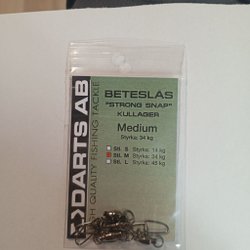 DARTS AB
HIGH QUALITY FISHING TACKLE
BETESLÅS
"STRONG SNAP"
KULLAGER
Medium
Styrka: 34 kg
Stl. S Styrka: 14 kg
Stl. M Styrka: 34 kg
Stl. L Styrka: 45 kg